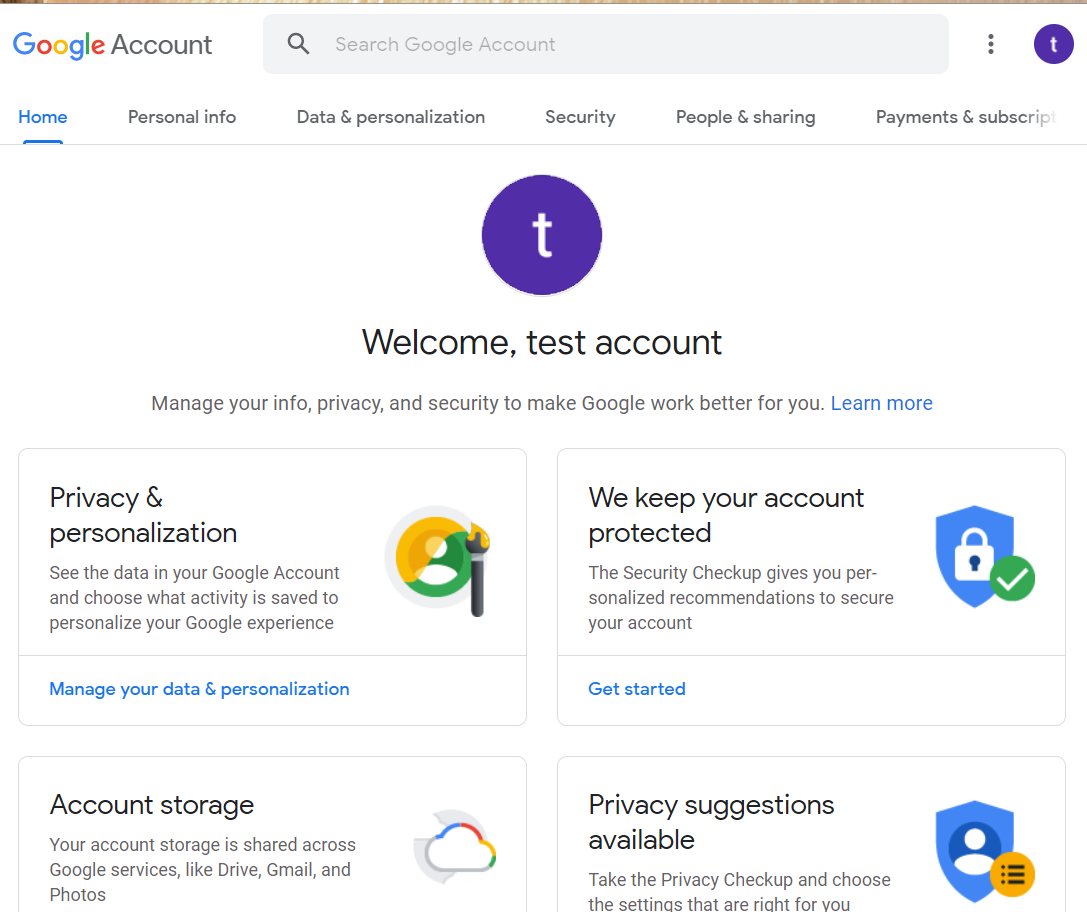 Google Account
Search Google Account
t
Home
Personal info
Data & personalization
Security
People & sharing
Payments & subscript
t
Welcome, test account
Manage your info, privacy, and security to make Google work better for you. Learn more
Privacy &
personalization
See the data in your Google Account
and choose what activity is saved to
personalize your Google experience
Manage your data & personalization
We keep your account
protected
The Security Checkup gives you per-
sonalized recommendations to secure
your account
Get started
Account storage
Your account storage is shared across
Google services, like Drive, Gmail, and
Photos
Privacy suggestions
available
Take the Privacy Checkup and choose
the settings that are right for you